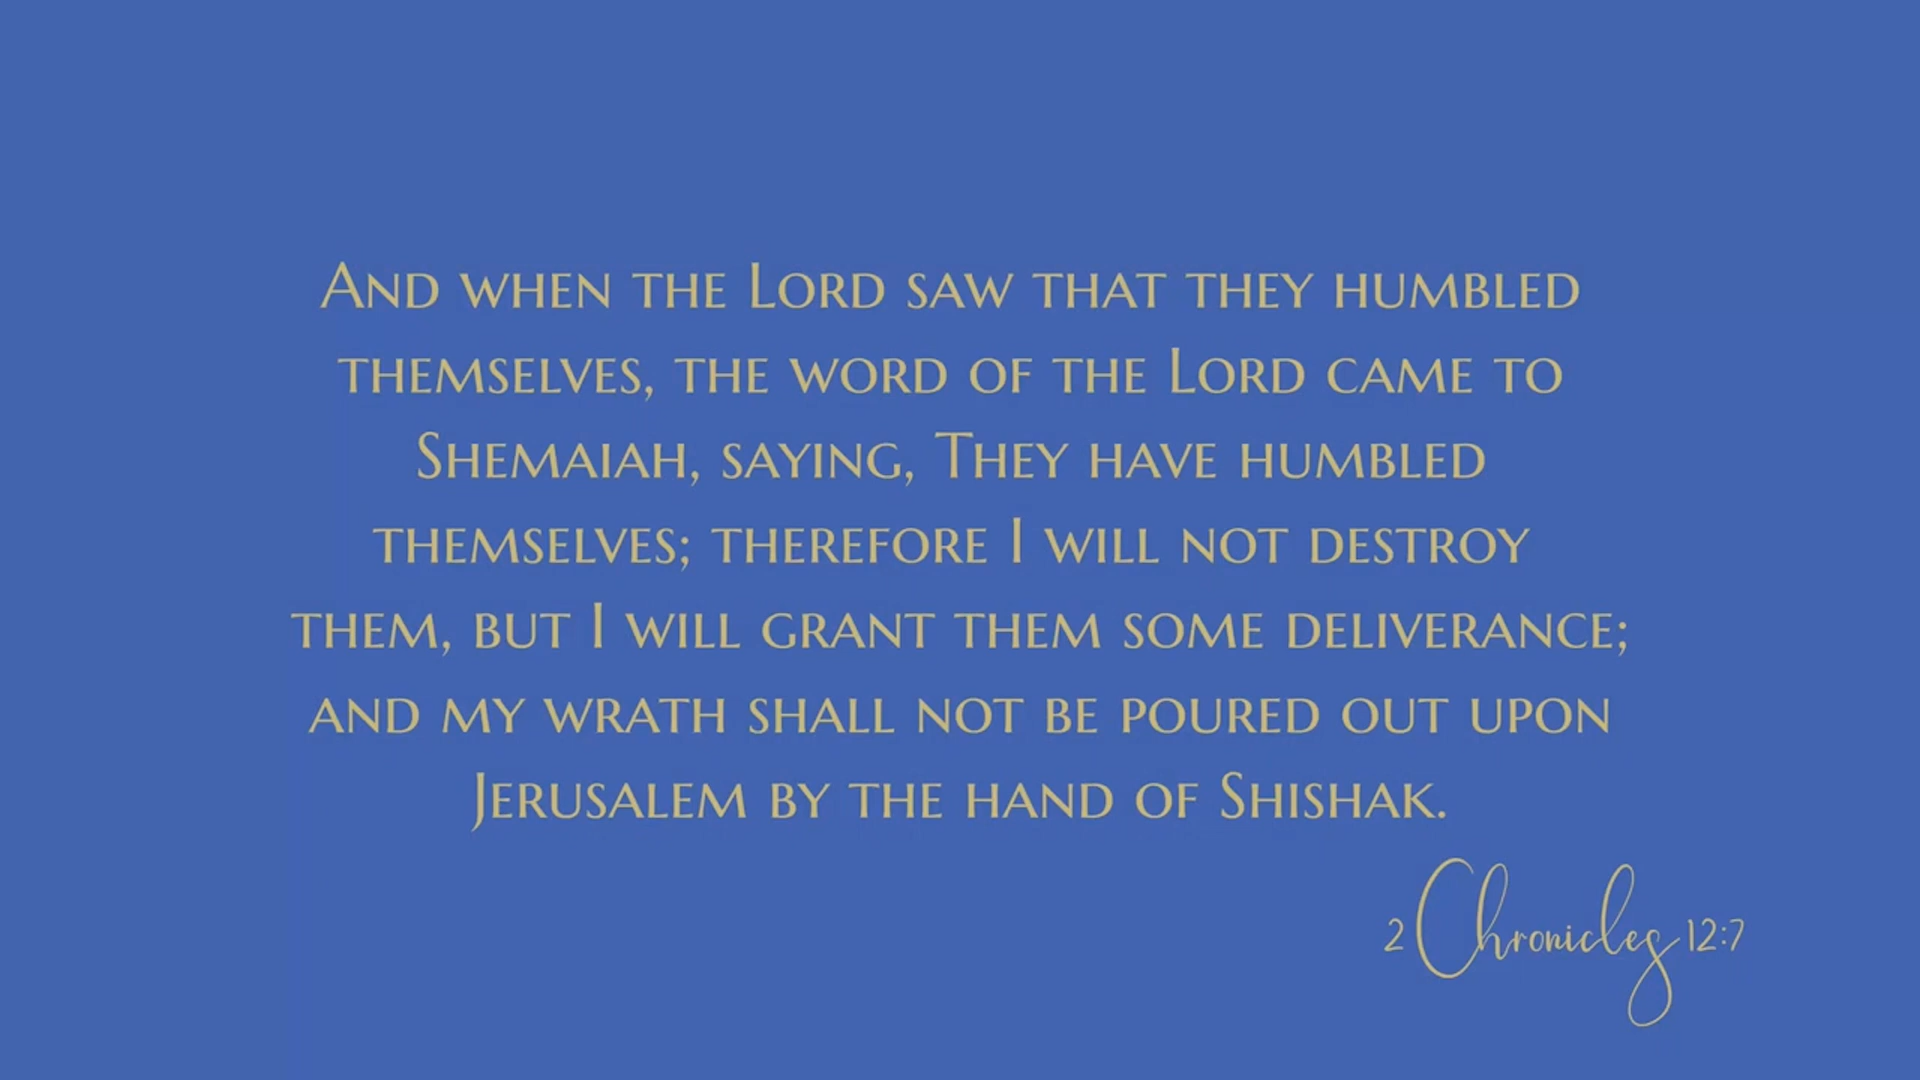 And when the Lord saw that they humbled
themselves, the word of the Lord came to
Shemaiah, saying, They have humbled
themselves; therefore I will not destroy
them, but I will grant them some deliverance;
and my wrath shall not be poured out upon
Jerusalem by the hand of Shishak.
2 Chronicles 12:7